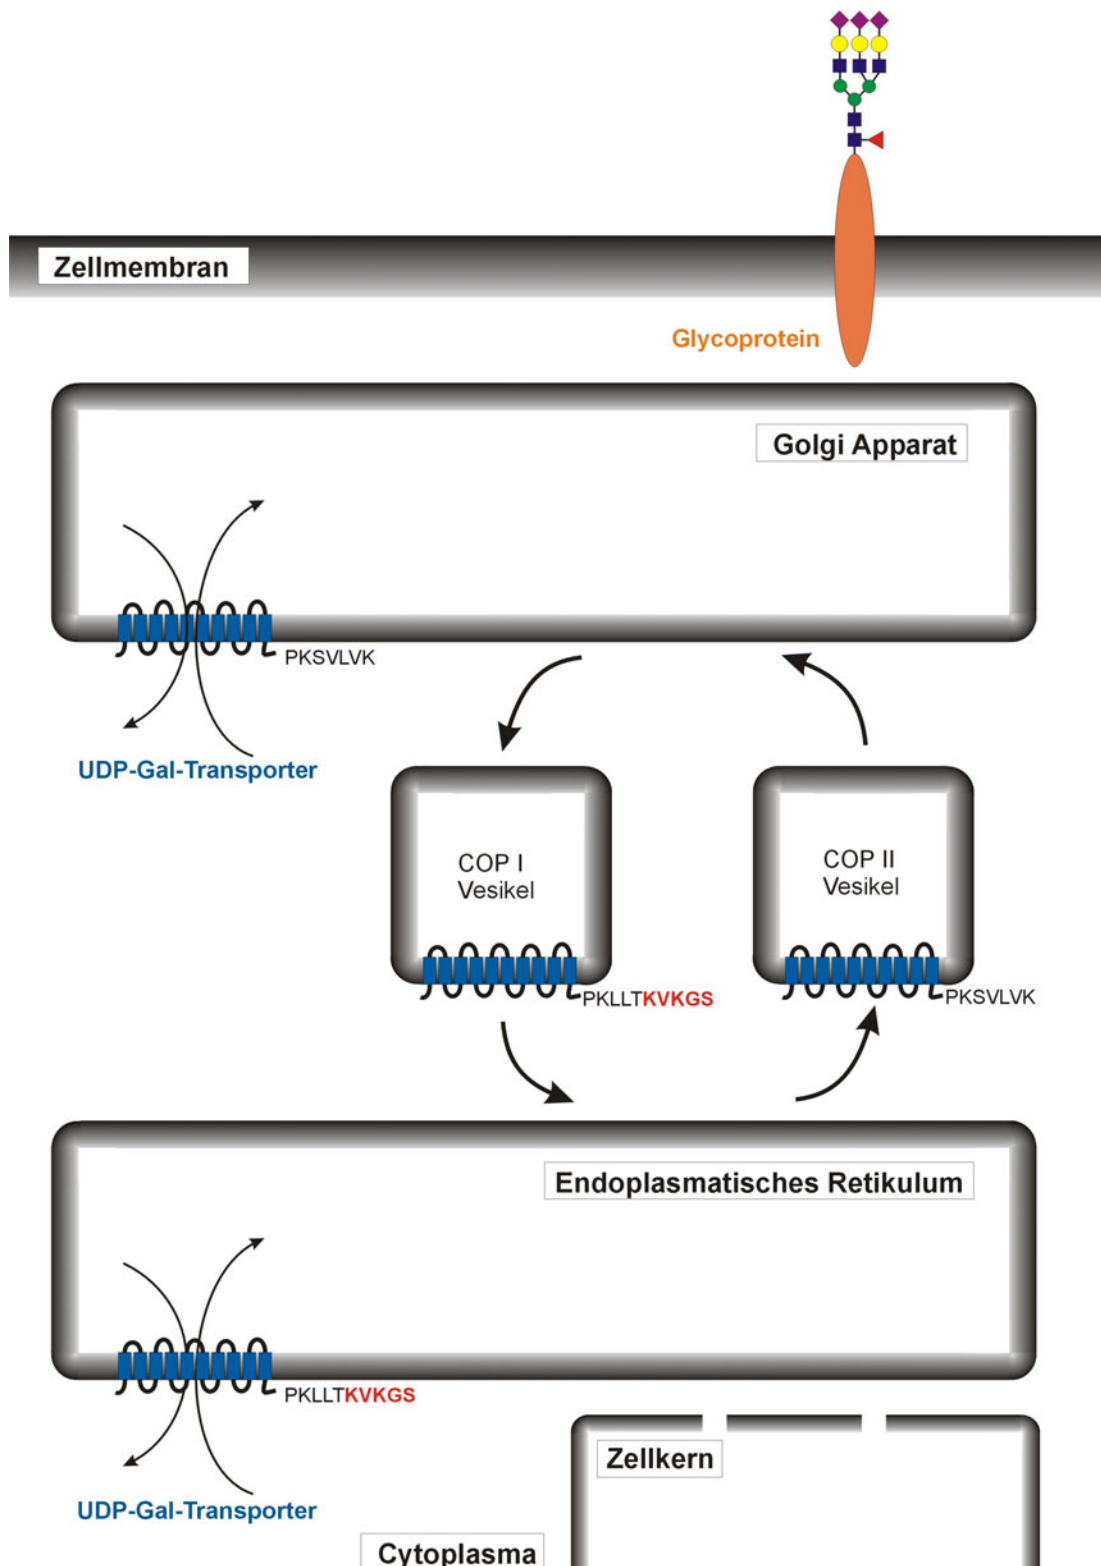 Zellmembran
Glycoprotein
Golgi Apparat
PKSVLVK
UDP-Gal-Transporter
COP I
Vesikel
PKLLTKVKGS
COP II
Vesikel
PKSVLVK
Endoplasmatisches Retikulum
PKLLTKVKGS
UDP-Gal-Transporter
Zellkern
Cytoplasma